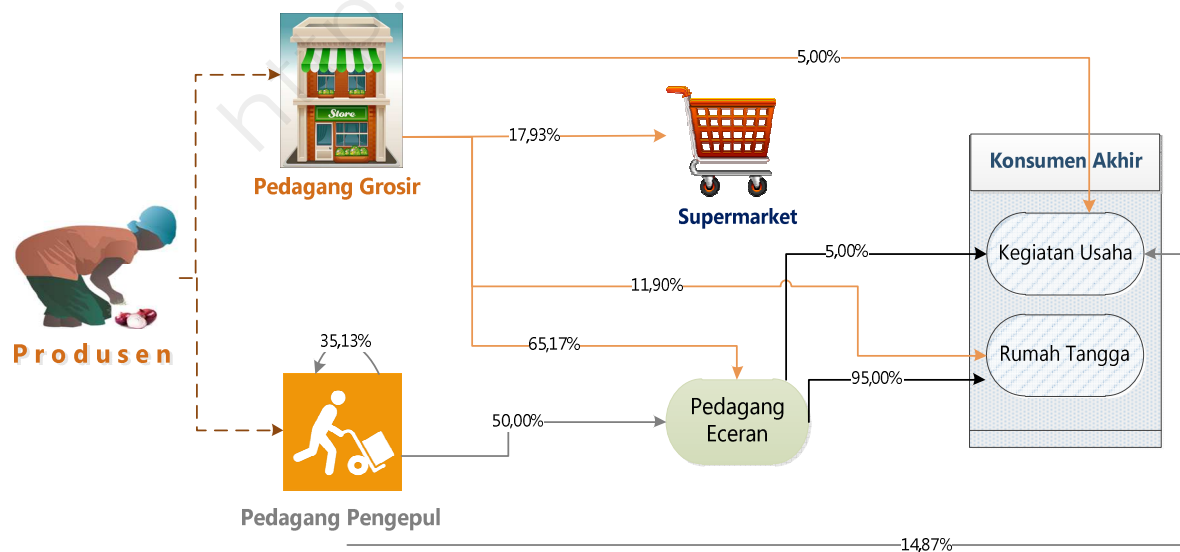 5,00%
Store
17,93%
Pedagang Grosir
Supermarket
Konsumen Akhir
5,00%
Kegiatan Usaha
11,90%
Produsen
35,13%
65,17%
Rumah Tangga
95,00%
50,00%
Pedagang
Eceran
Pedagang Pengepul
14,87%